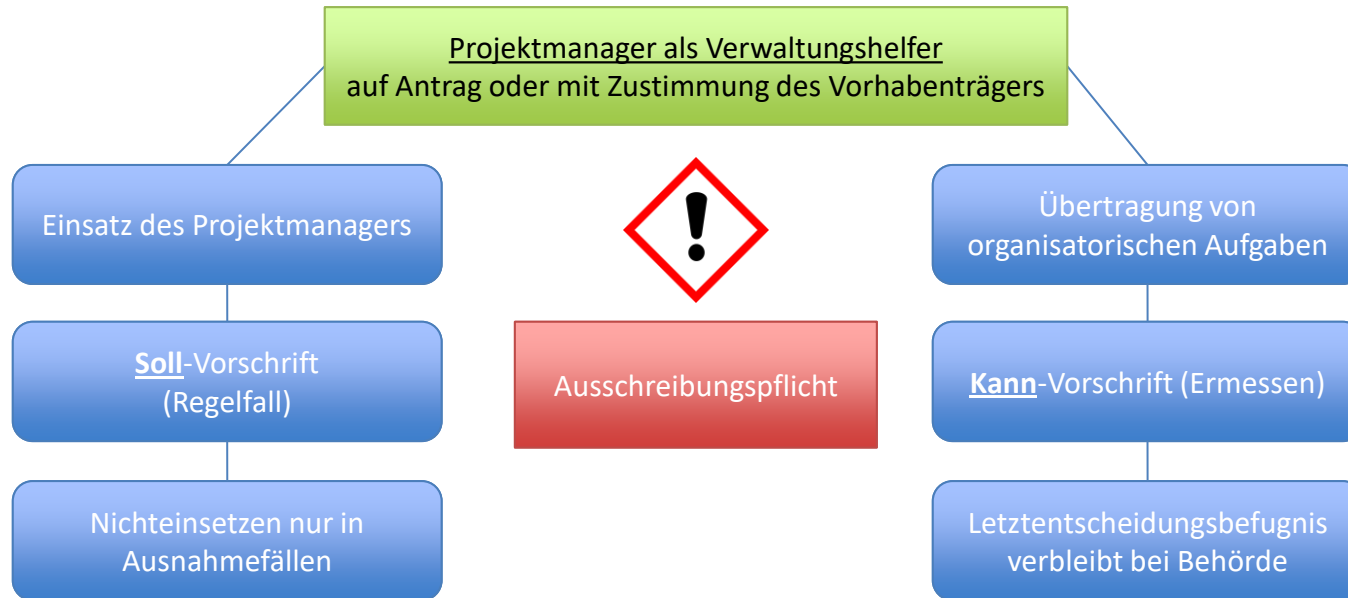 Projektmanager als Verwaltungshelfer
auf Antrag oder mit Zustimmung des Vorhabenträgers
Einsatz des Projektmanagers
Soll-Vorschrift
(Regelfall)
Nichteinsetzen nur in
Ausnahmefällen
!
Ausschreibungspflicht
Übertragung von
organisatorischen Aufgaben
Kann-Vorschrift (Ermessen)
Letztentscheidungsbefugnis
verbleibt bei Behörde